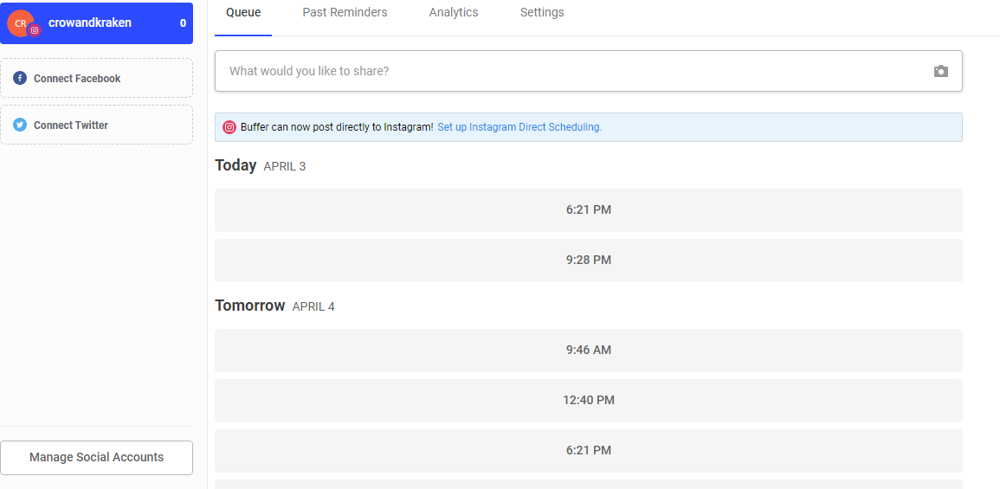 Queue Past Reminders Analytics Settings
CR crowandkraken 0
Connect Facebook
Connect Twitter
Manage Social Accounts
What would you like to share?
Buffer can now post directly to Instagram! Set up Instagram Direct Scheduling.
Today APRIL 3
6:21 PM
9:28 PM
Tomorrow APRIL 4
9:46 AM
12:40 PM
6:21 PM